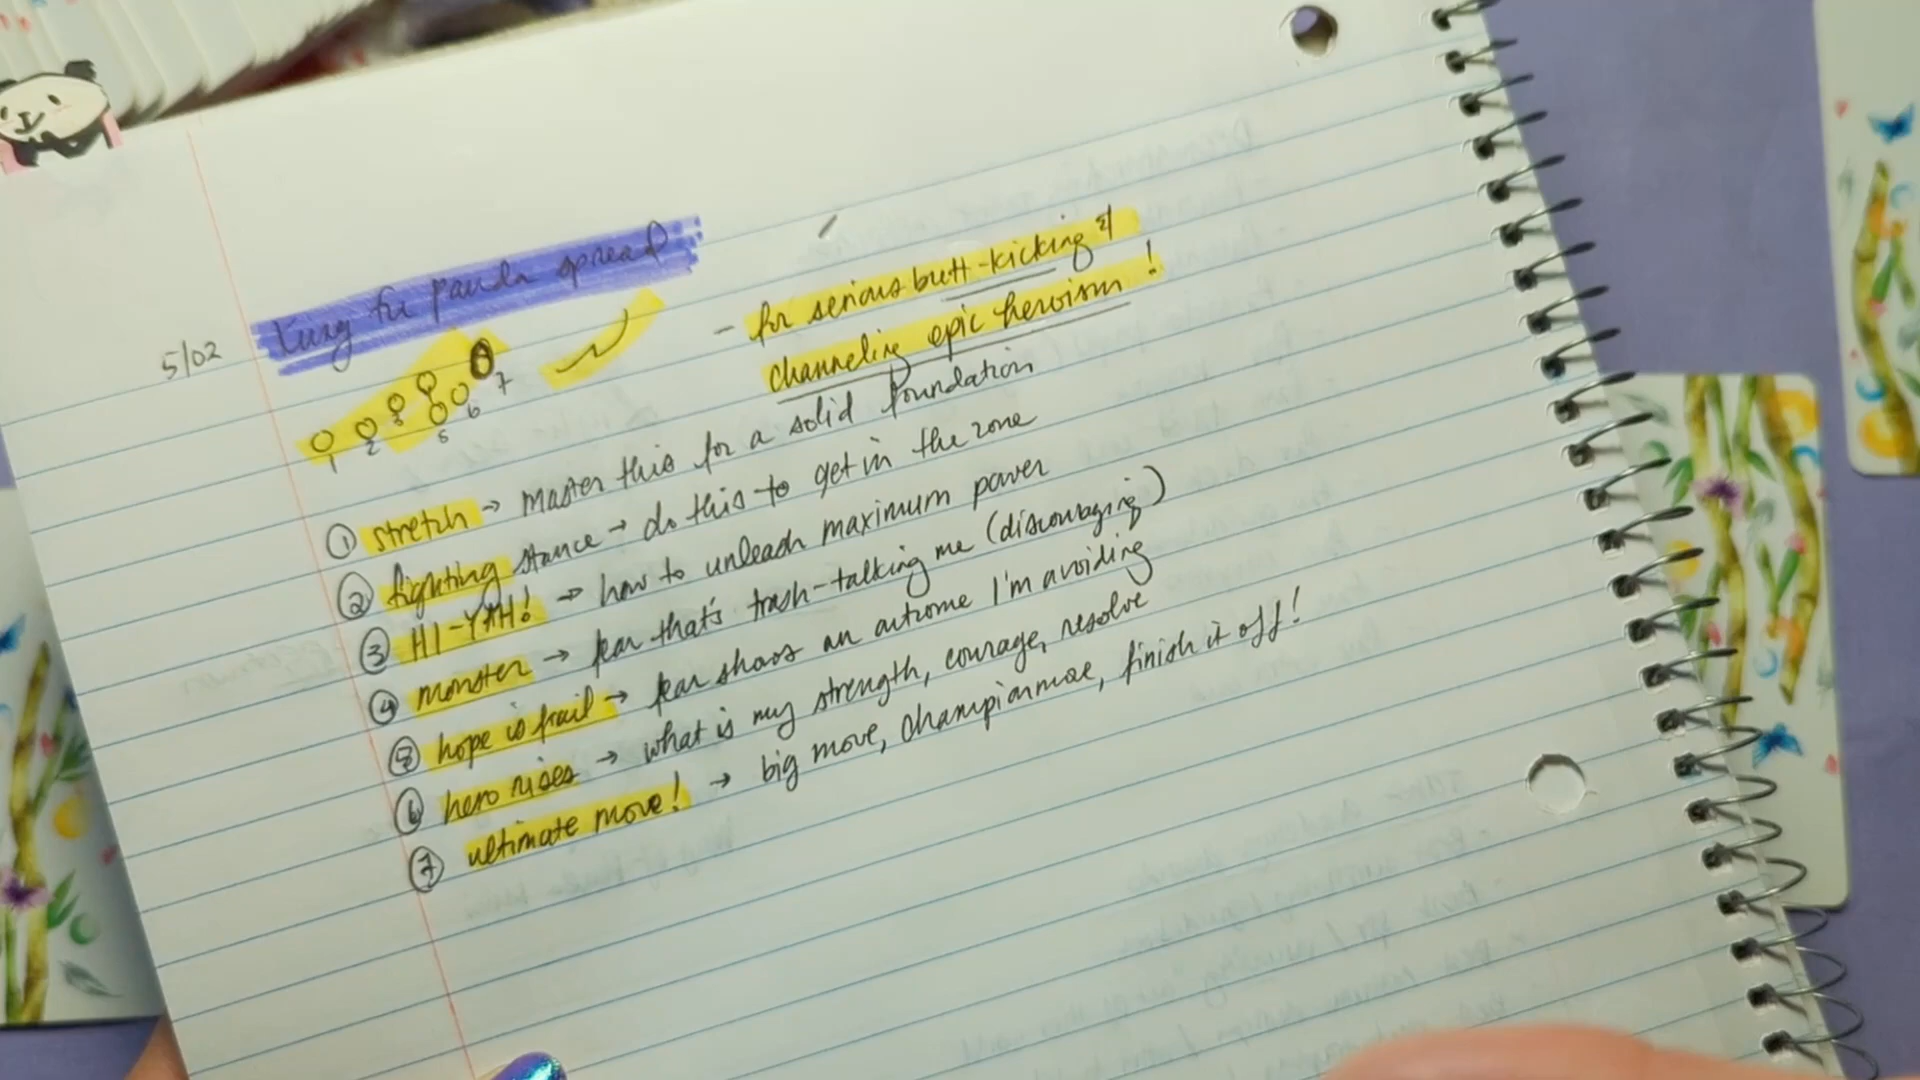 Kung fu panda spread
5/02
- for serious butt-kicking &
channeling epic heroism!
1 2 3 5 6 7
① stretch → master this for a solid foundation
② fighting stance → do this to get in the zone
③ HI-YAH! → how to unleash maximum power
④ monster → fear that's trash-talking me (discouraging)
⑤ hope is frail → fear shows an outcome I'm avoiding
⑥ hero rises → what is my strength, courage, resolve
⑦ ultimate move! → big move, champion move, finish it off!